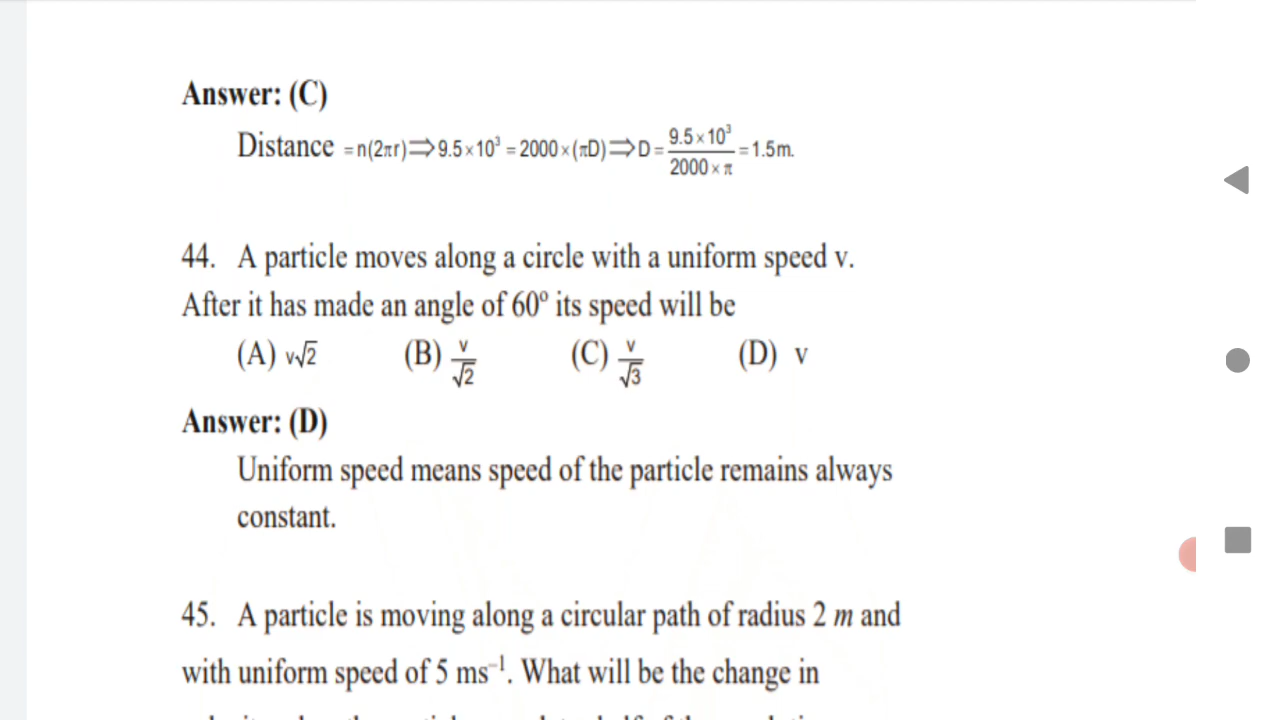 Answer: (C)
Distance =n(2πr)⇒9.5×10³ =2000×(πD)⇒D= 9.5×10³ / 2000×π =1.5m.
44. A particle moves along a circle with a uniform speed v.
After it has made an angle of 60º its speed will be
(A) v√2 (B) v/√2 (C) v/√3 (D) v
Answer: (D)
Uniform speed means speed of the particle remains always
constant.
45. A particle is moving along a circular path of radius 2 m and
with uniform speed of 5 ms⁻¹. What will be the change in